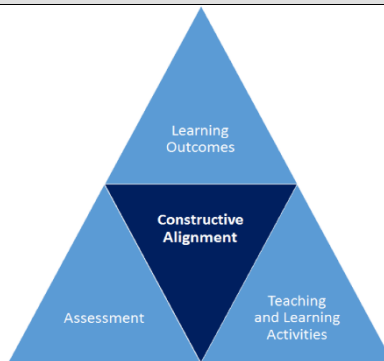 Learning
Outcomes
Constructive
Alignment
Assessment
Teaching
and Learning
Activities